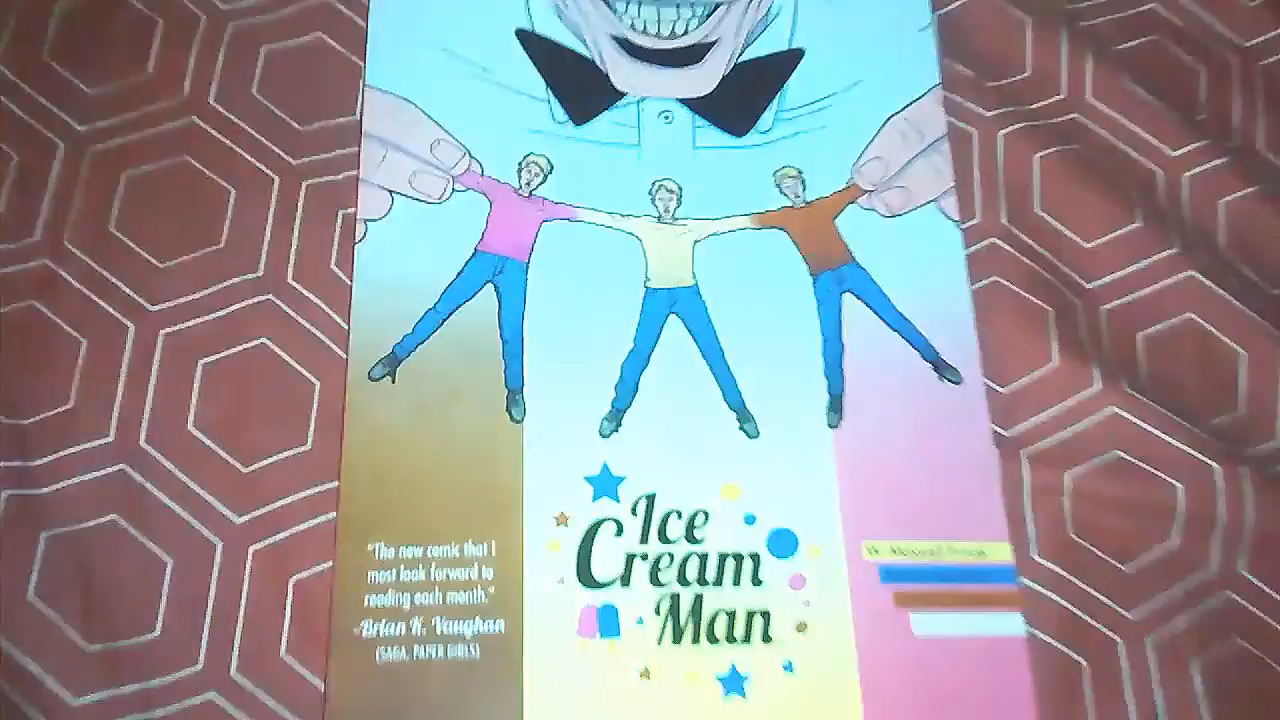 "The new comic that I
most look forward to
reading each month."
-Brian K. Vaughan
(SAGA, PAPER GIRLS)
Ice
Cream
Man
W.